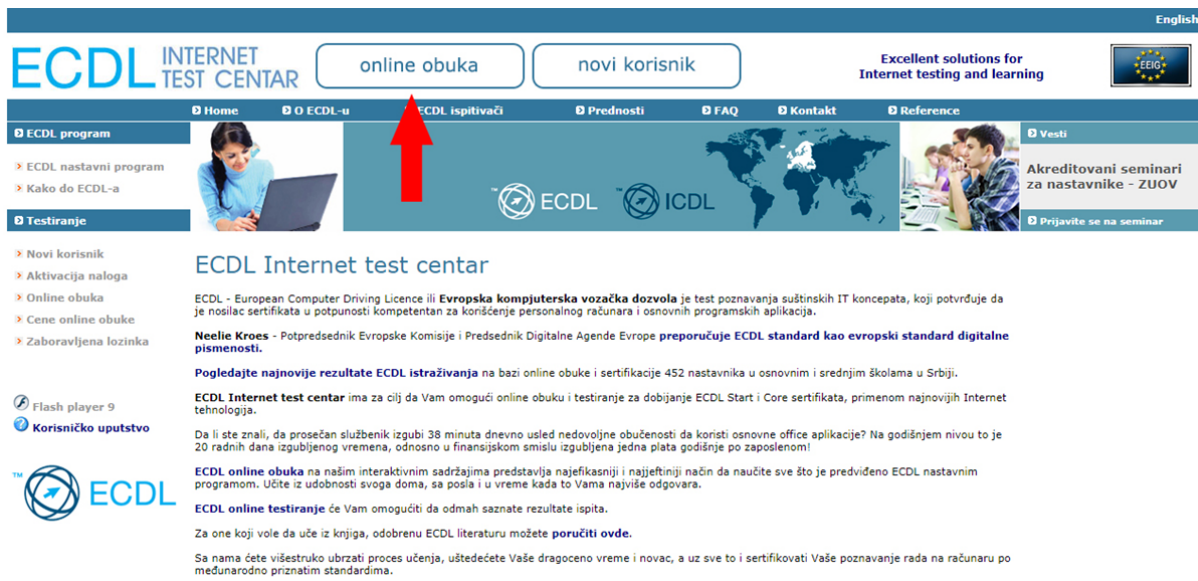 English
ECDL INTERNET TEST CENTAR
online obuka
novi korisnik
Excellent solutions for
Internet testing and learning
EEIG
Home O ECDL-u ECDL ispitivači Prednosti FAQ Kontakt Reference
ECDL program
ECDL nastavni program
Kako do ECDL-a
Testiranje
Novi korisnik
Aktivacija naloga
Online obuka
Cene online obuke
Zaboravljena lozinka
Flash player 9
Korisničko uputstvo
™ ECDL
™ ECDL ™ ICDL
Vesti
Akreditovani seminari
za nastavnike - ZUOV
Prijavite se na seminar
ECDL Internet test centar
ECDL - European Computer Driving Licence ili Evropska kompjuterska vozačka dozvola je test poznavanja suštinskih IT koncepata, koji potvrđuje da
je nosilac sertifikata u potpunosti kompetentan za korišćenje personalnog računara i osnovnih programskih aplikacija.
Neelie Kroes - Potpredsednik Evropske Komisije i Predsednik Digitalne Agende Evrope preporučuje ECDL standard kao evropski standard digitalne
pismenosti.
Pogledajte najnovije rezultate ECDL istraživanja na bazi online obuke i sertifikacije 452 nastavnika u osnovnim i srednjim školama u Srbiji.
ECDL Internet test centar ima za cilj da Vam omogući online obuku i testiranje za dobijanje ECDL Start i Core sertifikata, primenom najnovijih Internet
tehnologija.
Da li ste znali, da prosečan službenik izgubi 38 minuta dnevno usled nedovoljne obučenosti da koristi osnovne office aplikacije? Na godišnjem nivou to je
20 radnih dana izgubljenog vremena, odnosno u finansijskom smislu izgubljena jedna plata godišnje po zaposlenom!
ECDL online obuka na našim interaktivnim sadržajima predstavlja najefikasniji i najjeftiniji način da naučite sve što je predviđeno ECDL nastavnim
programom. Učite iz udobnosti svoga doma, sa posla i u vreme kada to Vama najviše odgovara.
ECDL online testiranje će Vam omogućiti da odmah saznate rezultate ispita.
Za one koji vole da uče iz knjiga, odobrenu ECDL literaturu možete poručiti ovde.
Sa nama ćete višestruko ubrzati proces učenja, uštedećete Vaše dragoceno vreme i novac, a uz sve to i sertifikovati Vaše poznavanje rada na računaru po
međunarodno priznatim standardima.